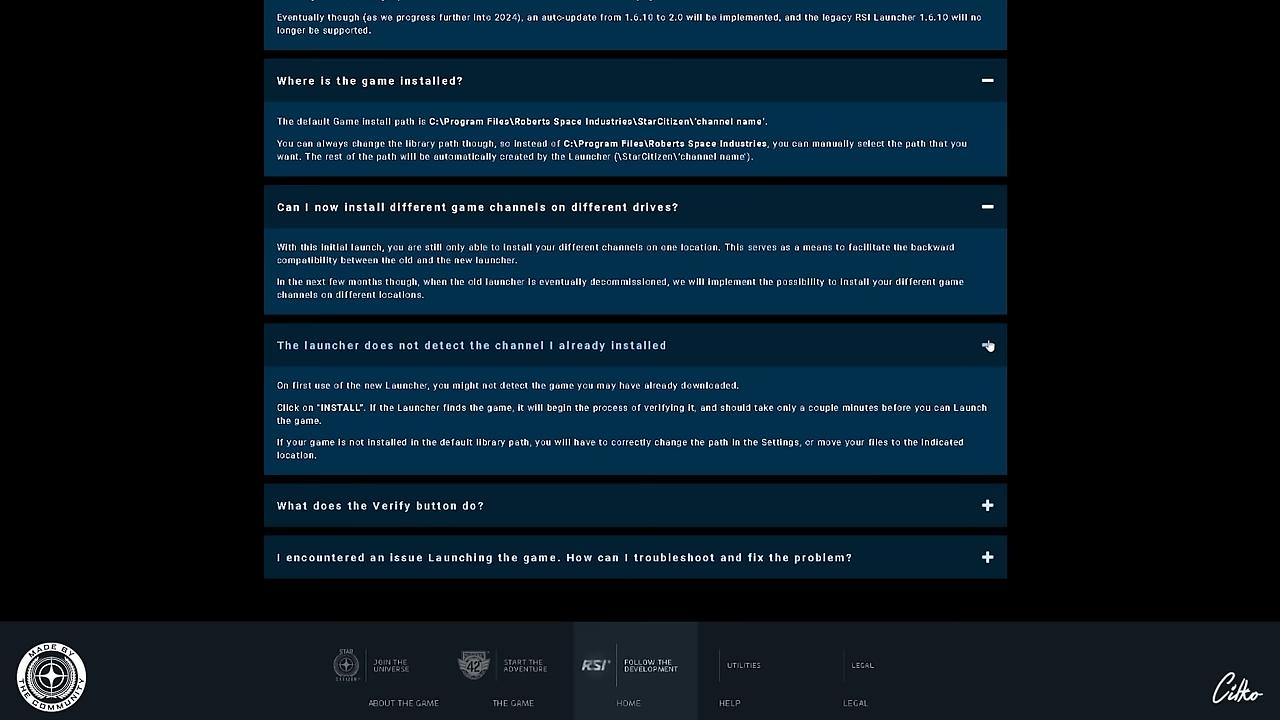 Eventually though (as we progress further into 2024), an auto-update from 1.6.10 to 2.0 will be implemented, and the legacy RSI Launcher 1.6.10 will no
longer be supported.
Where is the game installed?
The default Game install path is C:\Program Files\Roberts Space Industries\StarCitizen\'channel name'.
You can always change the library path though, so instead of C:\Program Files\Roberts Space Industries, you can manually select the path that you
want. The rest of the path will be automatically created by the Launcher (\StarCitizen\'channel name').
Can I now install different game channels on different drives?
With this initial launch, you are still only able to install your different channels on one location. This serves as a means to facilitate the backward
compatibility between the old and the new launcher.
In the next few months though, when the old launcher is eventually decommissioned, we will implement the possibility to install your different game
channels on different locations.
The launcher does not detect the channel I already installed
On first use of the new Launcher, you might not detect the game you may have already downloaded.
Click on "INSTALL". If the Launcher finds the game, it will begin the process of verifying it, and should take only a couple minutes before you can Launch
the game.
If your game is not installed in the default library path, you will have to correctly change the path in the Settings, or move your files to the indicated
location.
What does the Verify button do?
I encountered an issue Launching the game. How can I troubleshoot and fix the problem?
MADE BY
THE COMMUNITY
STAR
CITIZEN
JOIN THE
UNIVERSE
42
START THE
ADVENTURE
RSI
FOLLOW THE
DEVELOPMENT
UTILITIES
LEGAL
ABOUT THE GAME
THE GAME
HOME
HELP
LEGAL